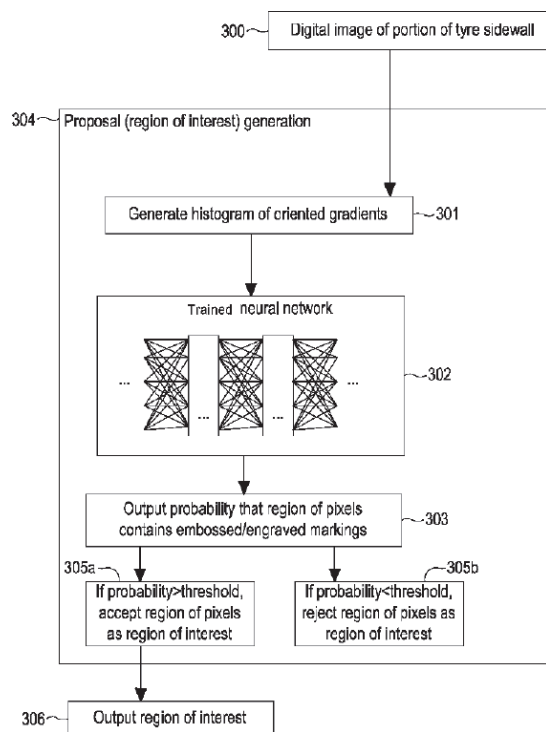 300
Digital image of portion of tyre sidewall
304
Proposal (region of interest) generation
Generate histogram of oriented gradients
301
Trained neural network
...
...
...
...
302
Output probability that region of pixels
contains embossed/engraved markings
303
305a
If probability>threshold,
accept region of pixels
as region of interest
305b
If probability<threshold,
reject region of pixels as
region of interest
306
Output region of interest